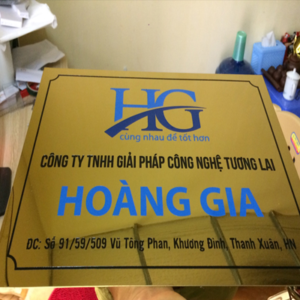 HG
cùng nhau để tốt hơn
CÔNG TY TNHH GIẢI PHÁP CÔNG NGHỆ TƯƠNG LAI
HOÀNG GIA
ĐC: Số 91/59/509 Vũ Tông Phan, Khương Đình, Thanh Xuân, HN